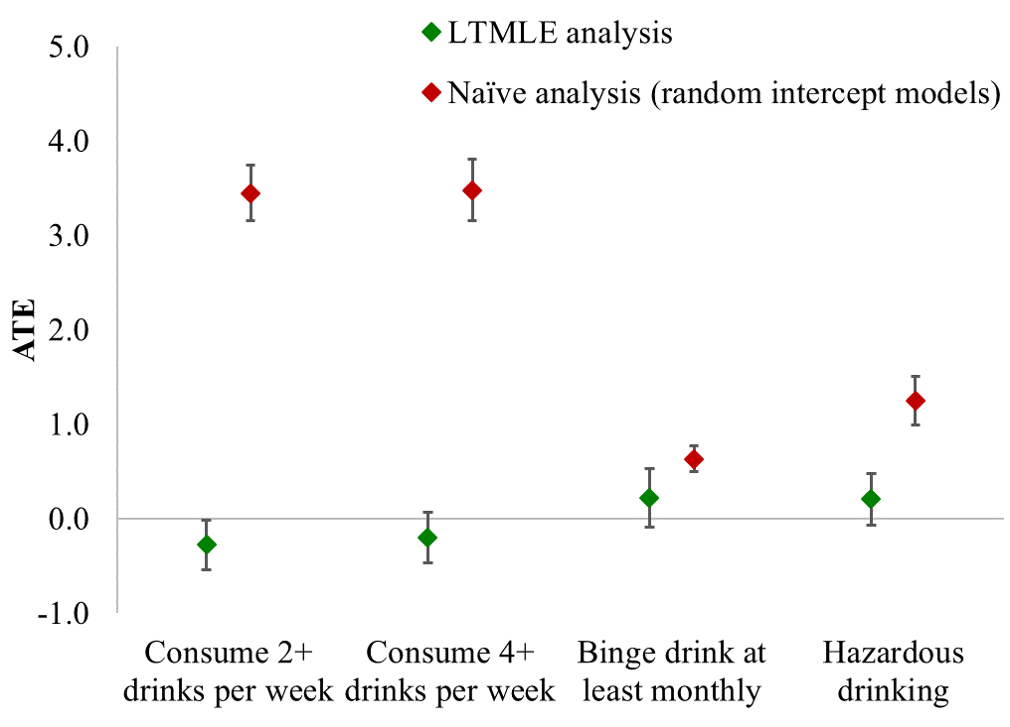 LTMLE analysis
Naïve analysis (random intercept models)
5.0
4.0
3.0
2.0
1.0
0.0
-1.0
ATE
Consume 2+
drinks per week
Consume 4+
drinks per week
Binge drink at
least monthly
Hazardous
drinking